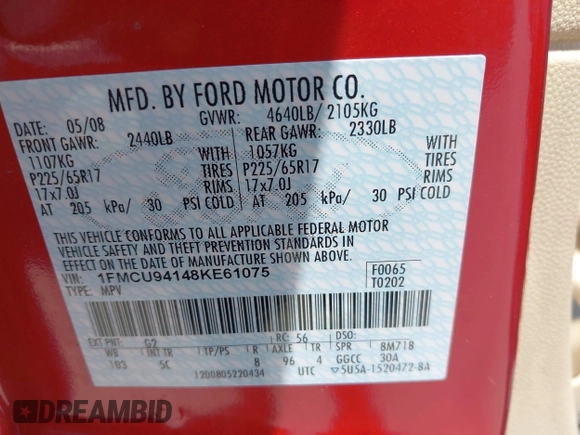 MFD. BY FORD MOTOR CO.
DATE: 05/08 GVWR: 4640LB/ 2105KG
FRONT GAWR: 2440LB REAR GAWR: 2330LB
1107KG WITH 1057KG WITH
P225/65R17 TIRES P225/65R17 TIRES
17x7.0J RIMS 17x7.0J RIMS
AT 205 kPa/ 30 PSI COLD AT 205 kPa/ 30 PSI COLD
THIS VEHICLE CONFORMS TO ALL APPLICABLE FEDERAL MOTOR
VEHICLE SAFETY AND THEFT PREVENTION STANDARDS IN
EFFECT ON THE DATE OF MANUFACTURE SHOWN ABOVE.
VIN: 1FMCU94148KE61075 F0065
TYPE: MPV T0202
EXT PNT: G2 RC: 56 DSO:
WB INT TR TP/PS R AXLE TR SPR 8M718
103 5C 8 96 4 GGCC 30A
1200805220434 UTC 5U5A-1520472-8A
DREAMBID